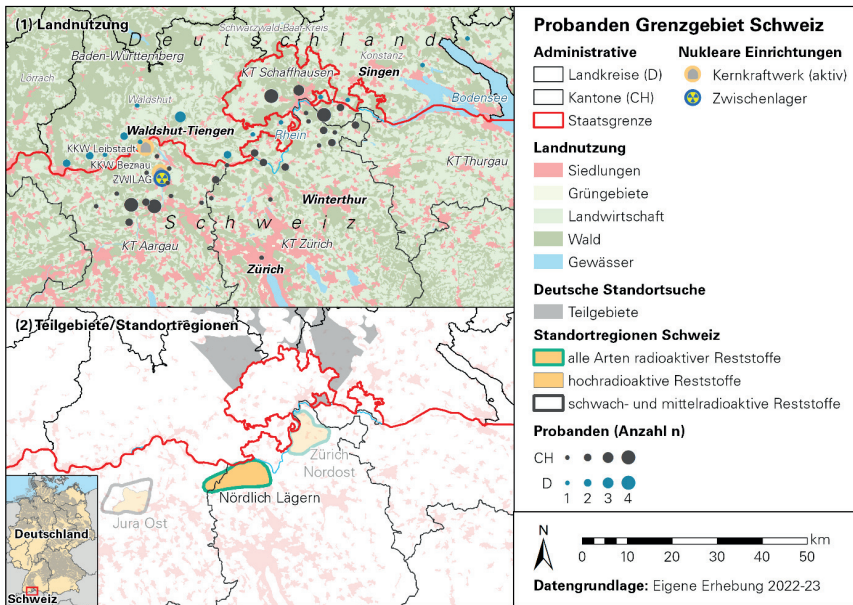 (1) Landnutzung
Deutschland
Schwarzwald-Baar-Kreis
Baden-Württemberg
KT Schaffhausen
Konstanz
Singen
Lörrach
Bodensee
Waldshut
Waldshut-Tiengen
Rhein
KKW Leibstadt
KKW Beznau
ZWILAG
KT Thurgau
Winterthur
Schweiz
KT Aargau
KT Zürich
Zürich
(2) Teilgebiete/Standortregionen
Zürich
Nordost
Nördlich Lägern
Jura Ost
Deutschland
Schweiz
Probanden Grenzgebiet Schweiz
Administrative
Landkreise (D)
Kantone (CH)
Staatsgrenze
Nukleare Einrichtungen
Kernkraftwerk (aktiv)
Zwischenlager
Landnutzung
Siedlungen
Grüngebiete
Landwirtschaft
Wald
Gewässer
Deutsche Standortsuche
Teilgebiete
Standortregionen Schweiz
alle Arten radioaktiver Reststoffe
hochradioaktive Reststoffe
schwach- und mittelradioaktive Reststoffe
Probanden (Anzahl n)
CH
D
1 2 3 4
N
km
0 10 20 30 40 50
Datengrundlage: Eigene Erhebung 2022-23